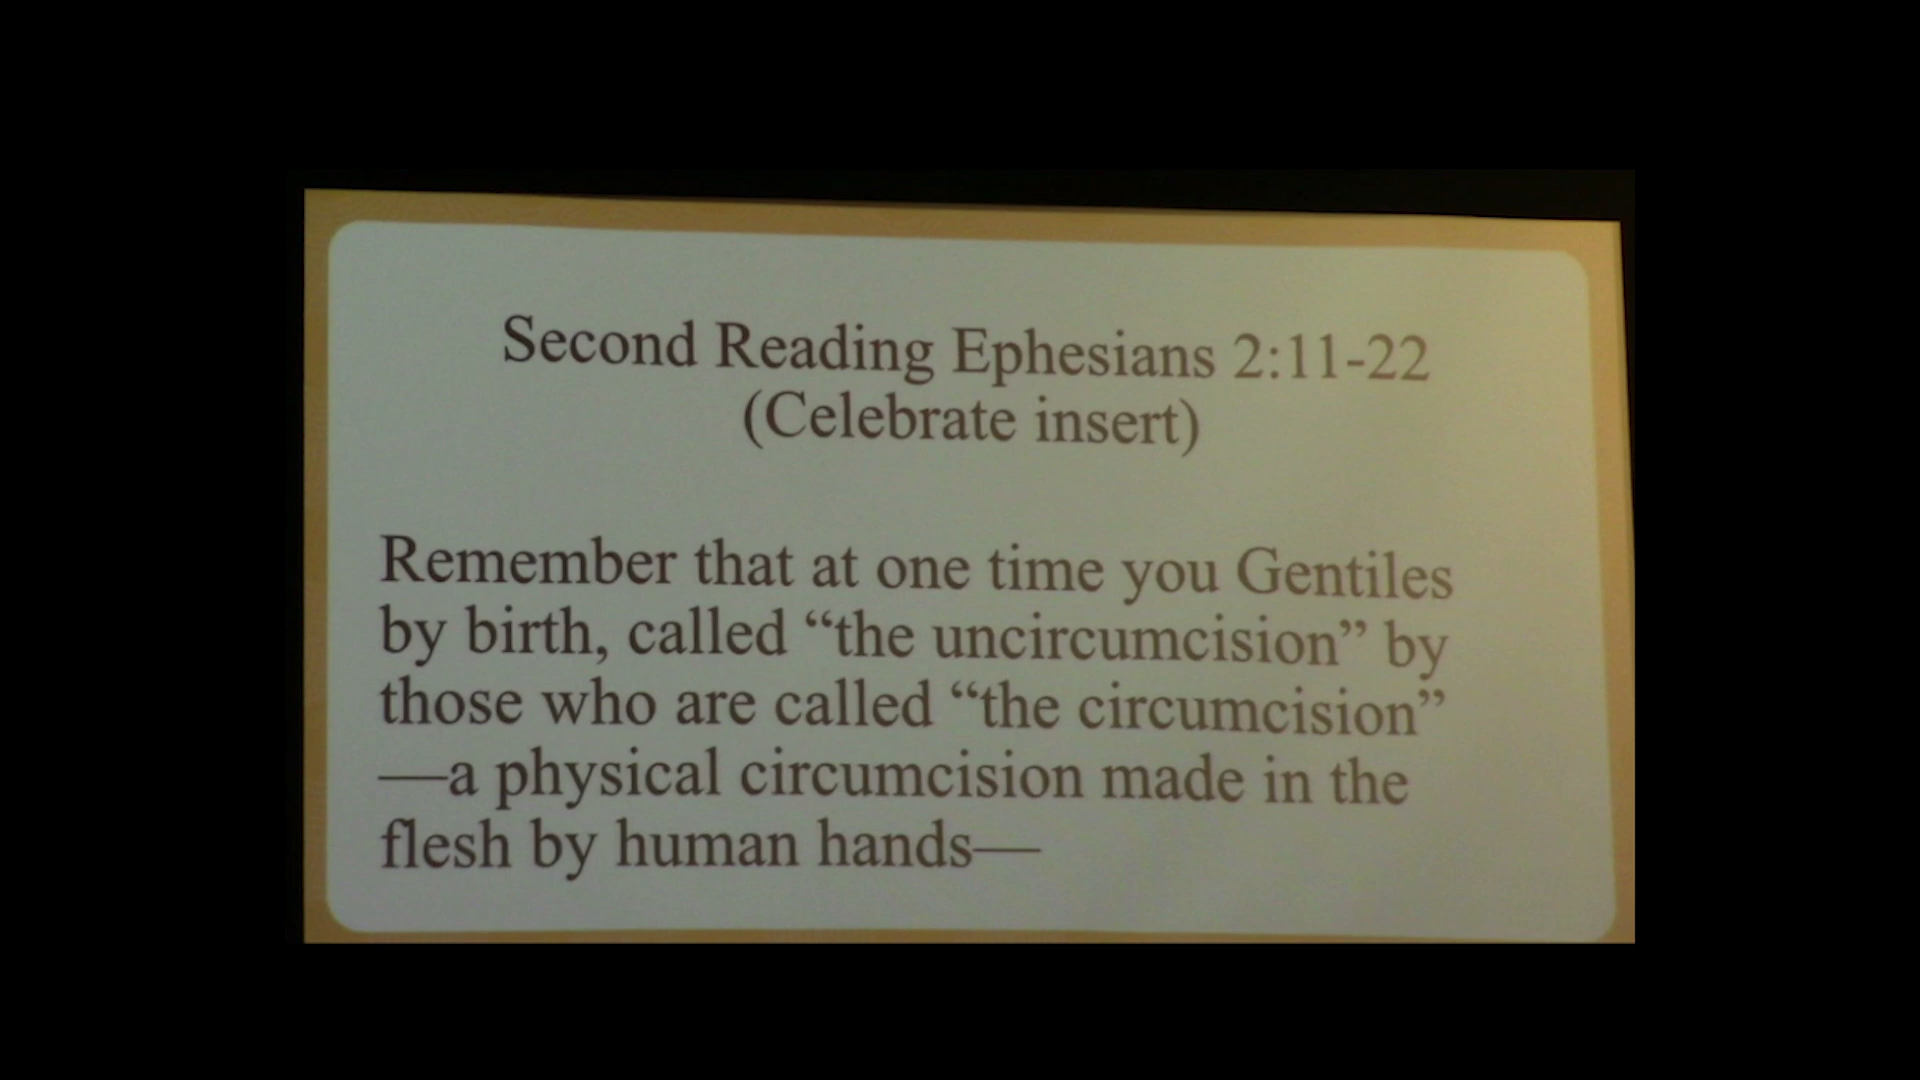 Second Reading Ephesians 2:11-22
(Celebrate insert)
Remember that at one time you Gentiles
by birth, called “the uncircumcision” by
those who are called “the circumcision”
—a physical circumcision made in the
flesh by human hands—